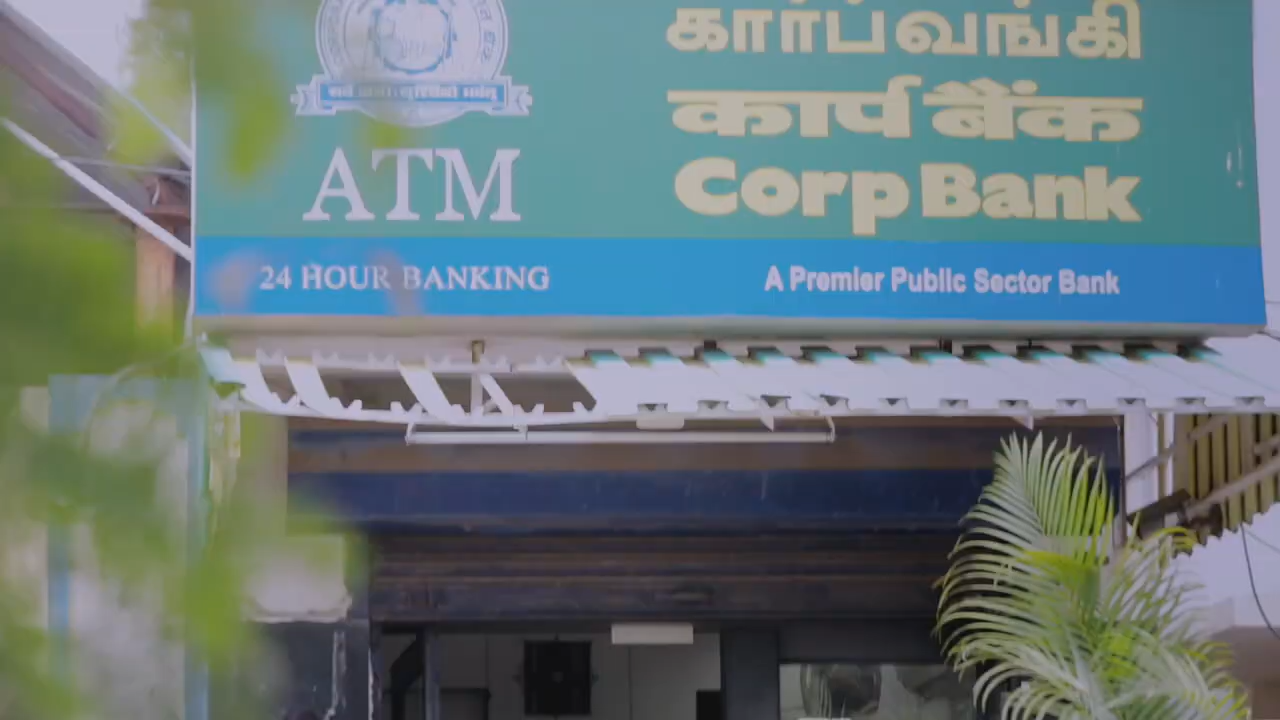 கார்ப் வங்கி
कार्प बैंक
Corp Bank
ATM
24 HOUR BANKING
A Premier Public Sector Bank